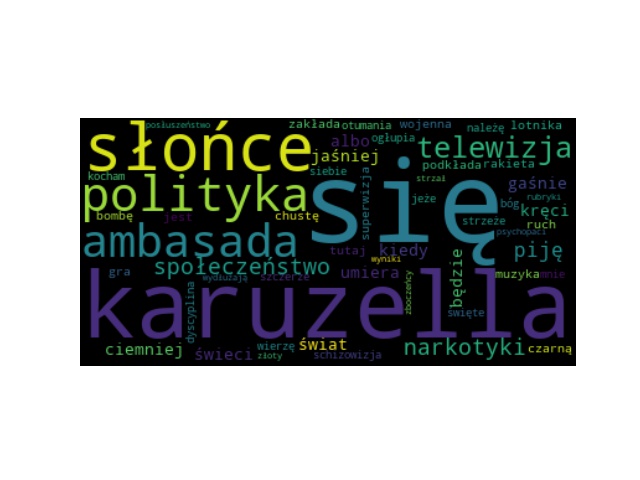 posłuszeństwo
zakłada
otumania
wojenna
należę
lotnika
słońce
albo
ogłupia
telewizja
jaśniej
podkłada
rakieta
kocham
siebie
superwizja
strzał
gaśnie
polityka
się
jeże
bóg
rubryki
kręci
bombę
jest
chustę
strzeże
ruch
psychopaci
ambasada
tutaj
kiedy
piję
wyniki
będzie
społeczeństwo
gra
wydłużają
szczerze
umiera
zboczeńcy
muzyka
mnie
karuzella
dyscyplina
święte
ciemniej
świeci
wierzę
złoty
świat
schizowizja
narkotyki
czarną